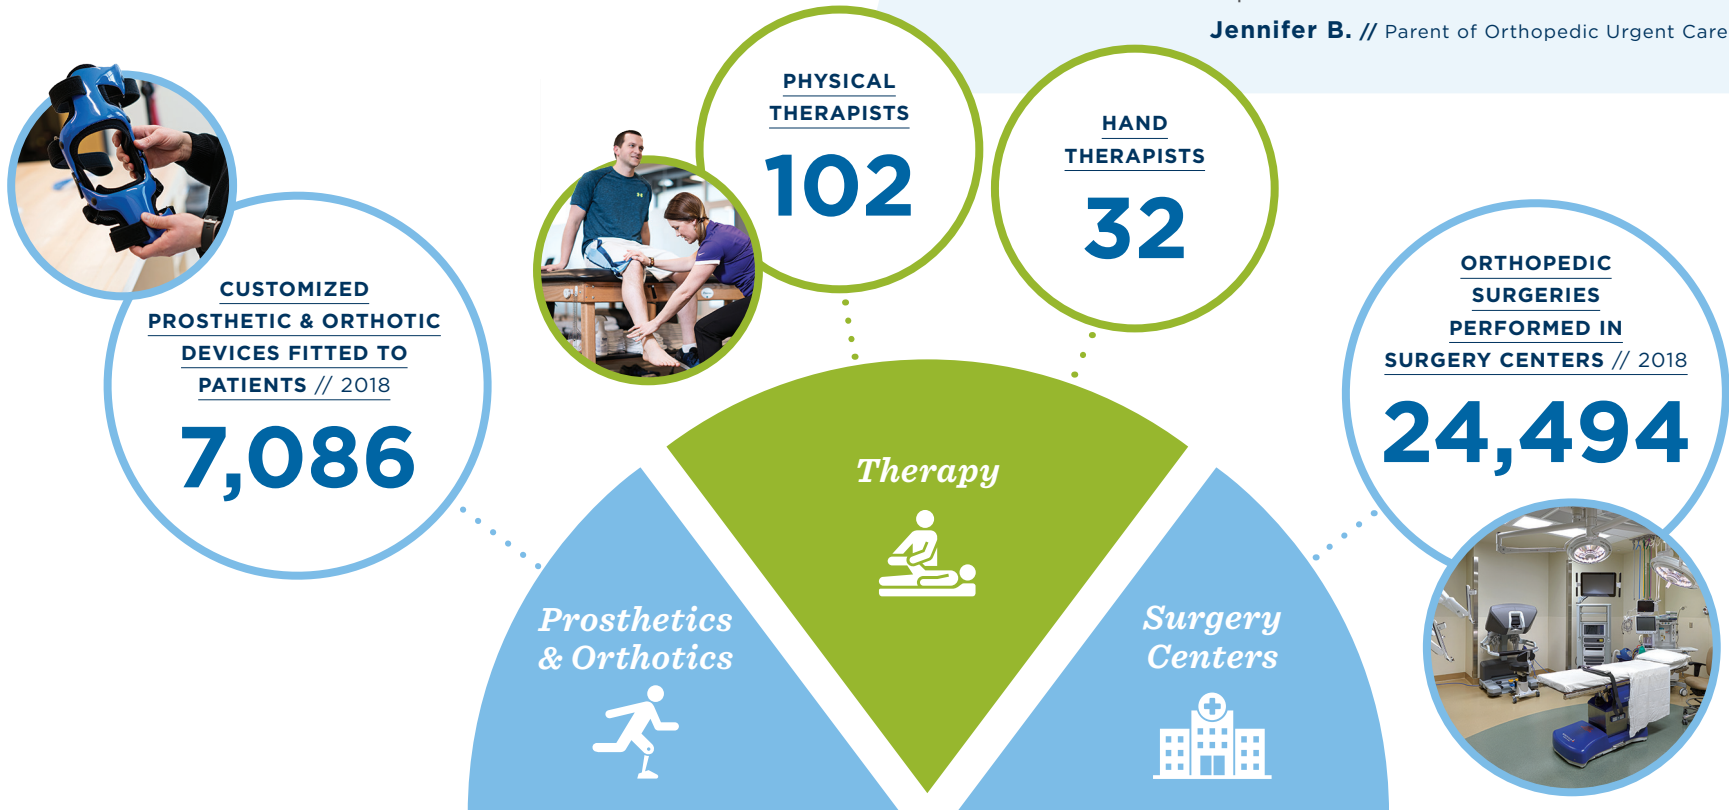 Jennifer B. // Parent of Orthopedic Urgent Care
PHYSICAL
THERAPISTS
102
HAND
THERAPISTS
32
CUSTOMIZED
PROSTHETIC & ORTHOTIC
DEVICES FITTED TO
PATIENTS // 2018
7,086
ORTHOPEDIC
SURGERIES
PERFORMED IN
SURGERY CENTERS // 2018
24,494
Therapy
Prosthetics
& Orthotics
Surgery
Centers